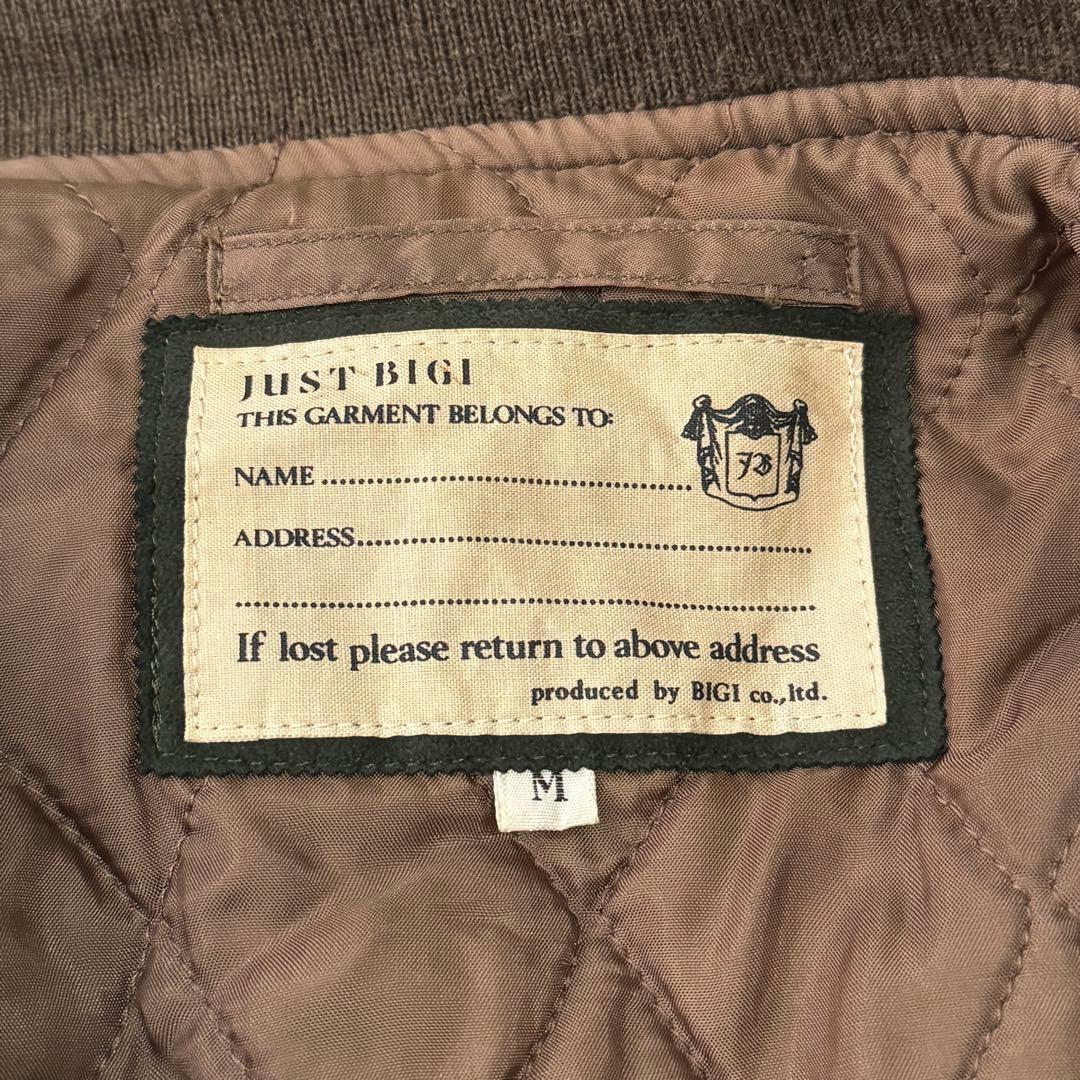 JUST BIGI
THIS GARMENT BELONGS TO:
JB
NAME ................................................
ADDRESS............................................................
................................................................................
If lost please return to above address
produced by BIGI co.,ltd.
M